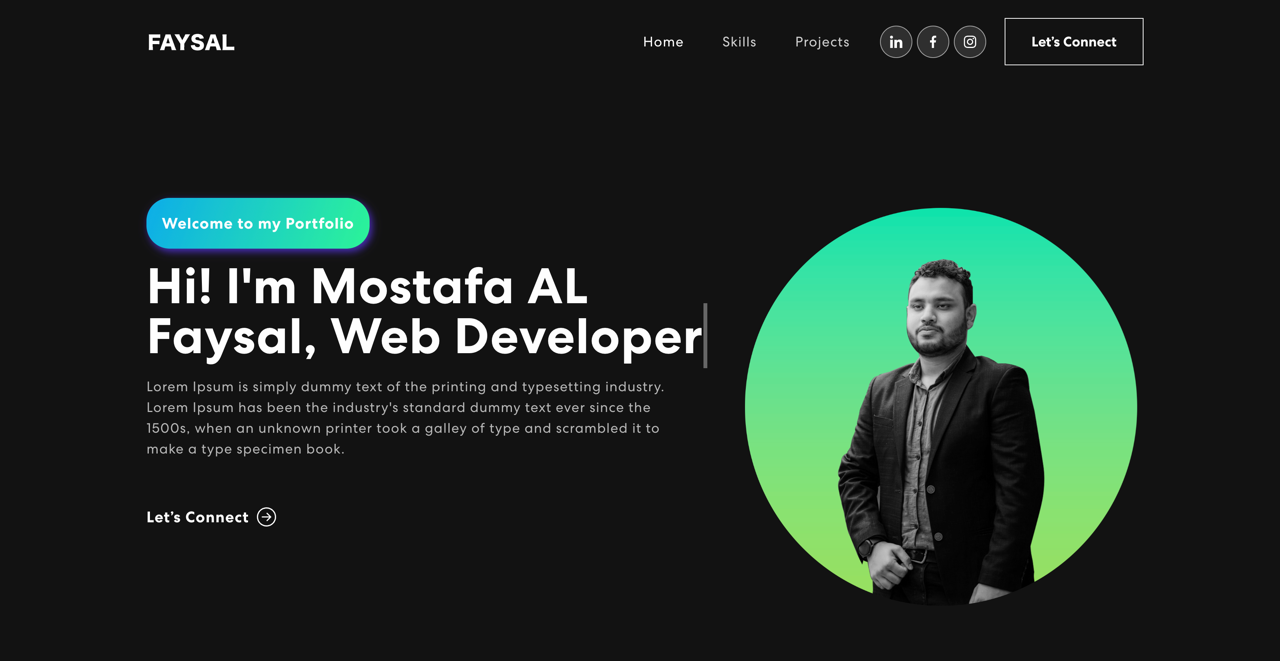 FAYSAL
Home
Skills
Projects
Let's Connect
Welcome to my Portfolio
Hi! I'm Mostafa AL
Faysal, Web Developer
Lorem Ipsum is simply dummy text of the printing and typesetting industry.
Lorem Ipsum has been the industry's standard dummy text ever since the
1500s, when an unknown printer took a galley of type and scrambled it to
make a type specimen book.
Let’s Connect